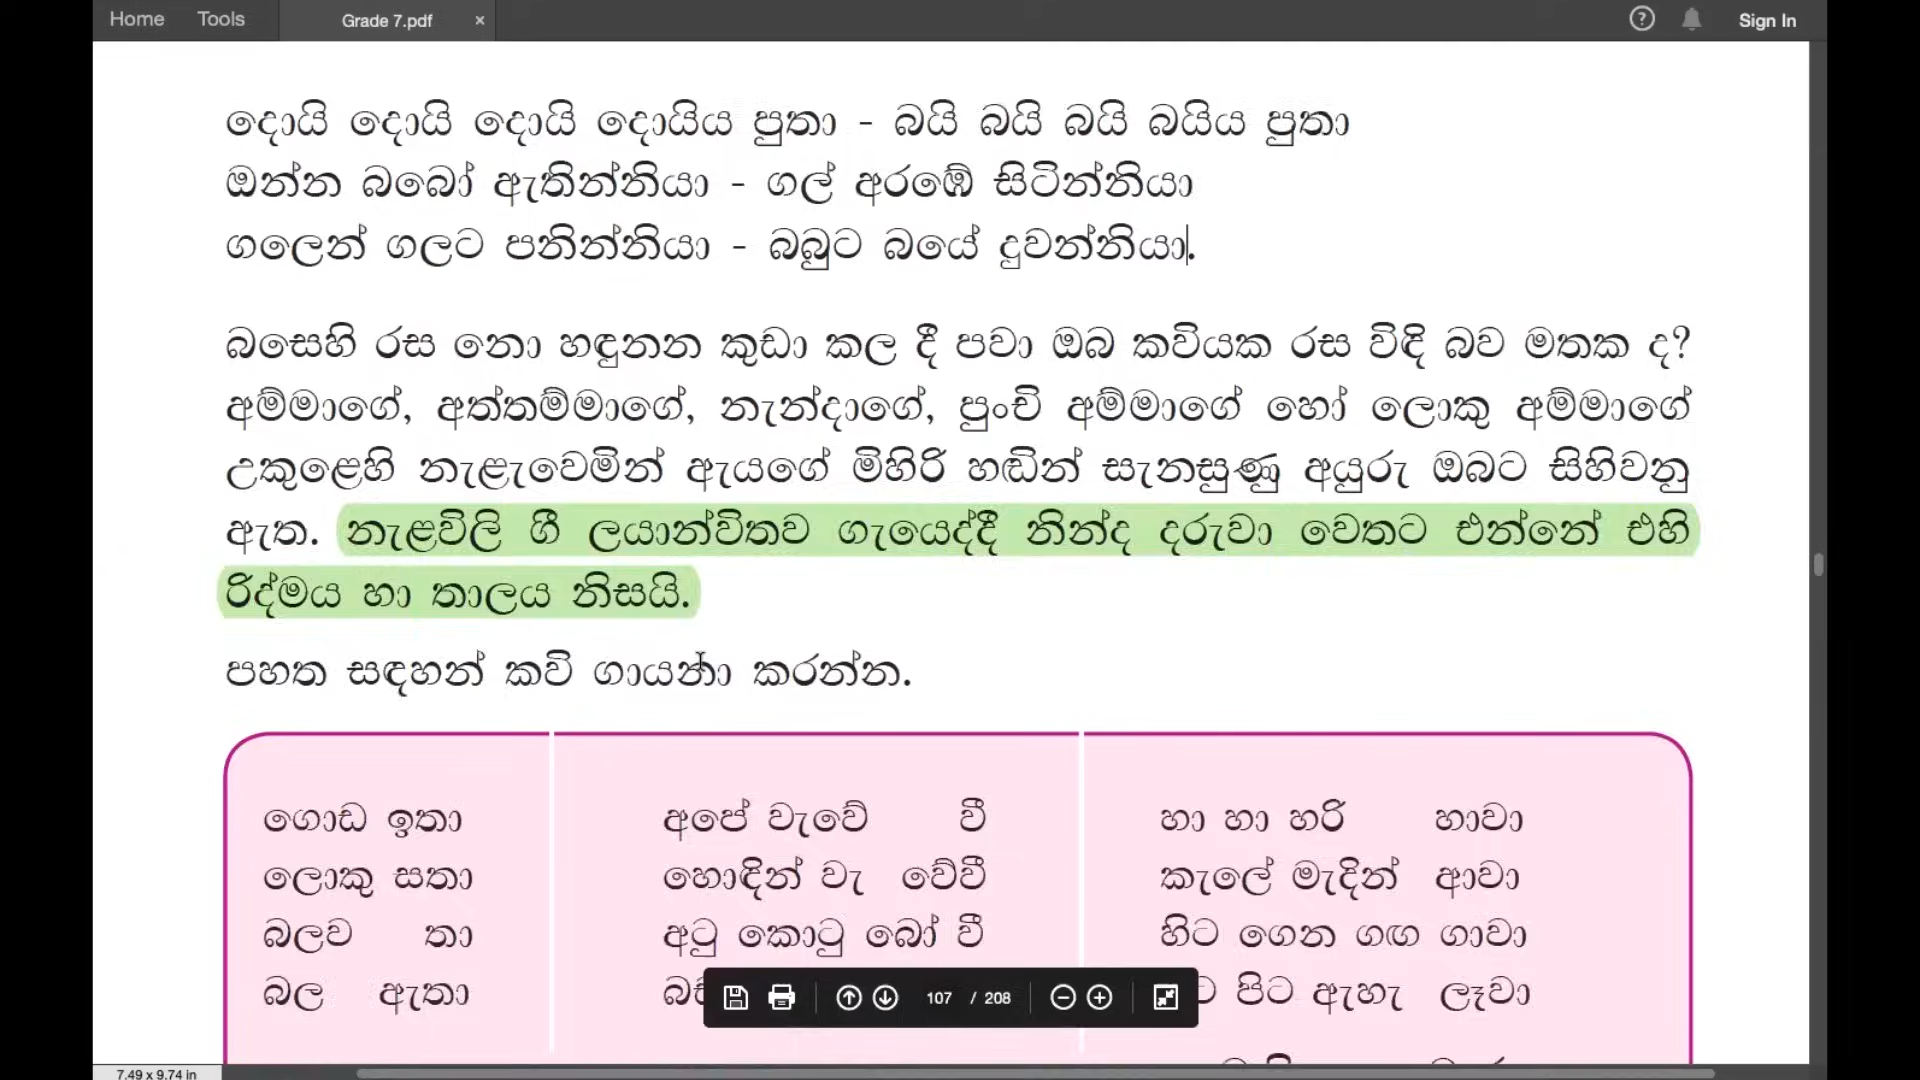 Home Tools Grade 7.pdf × ? Sign In
දොයි දොයි දොයි දොයිය පුතා - බයි බයි බයි බයිය පුතා
ඔන්න බබෝ ඇතින්නියා - ගල් අරඹේ සිටින්නියා
ගලෙන් ගලට පනින්නියා - බබුට බයේ දුවන්නියා.
බසෙහි රස නො හඳුනන කුඩා කල දී පවා ඔබ කවියක රස විඳි බව මතක ද?
අම්මාගේ, අත්තම්මාගේ, නැන්දාගේ, පුංචි අම්මාගේ හෝ ලොකු අම්මාගේ
උකුළෙහි නැළැවෙමින් ඇයගේ මිහිරි හඬින් සැනසුණු අයුරු ඔබට සිහිවනු
ඇත. නැළවිලි ගී ලයාන්විතව ගැයෙද්දී නින්ද දරුවා වෙතට එන්නේ එහි
රිද්මය හා තාලය නිසයි.
පහත සඳහන් කවි ගායනා කරන්න.
ගොඩ ඉතා
ලොකු සතා
බලව තා
බල ඇතා
අපේ වැවේ වී
හොඳින් වැ වේවී
අටු කොටු බෝ වී
හා හා හරි හාවා
කැලේ මැදින් ආවා
හිට ගෙන ගඟ ගාවා
පිට ඇහැ ලෑවා
107 / 208
7.49 x 9.74 in